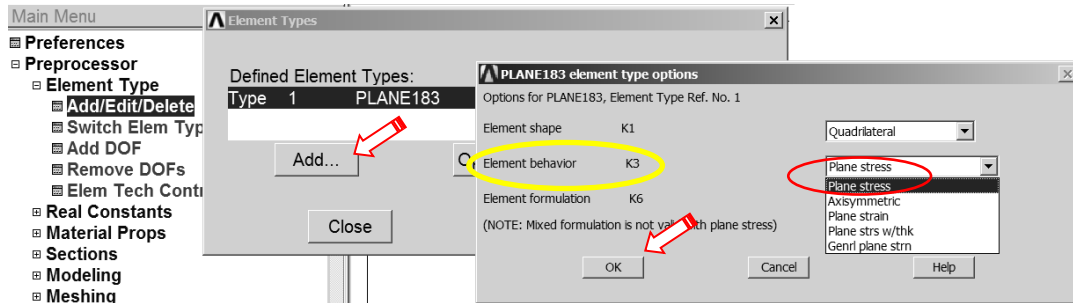 Main Menu
Preferences
Preprocessor
Element Type
Add/Edit/Delete
Switch Elem Typ
Add DOF
Remove DOFs
Elem Tech Contr
Real Constants
Material Props
Sections
Modeling
Meshing
Element Types
Defined Element Types:
Type 1 PLANE183
Add...
Close
PLANE183 element type options
Options for PLANE183, Element Type Ref. No. 1
Element shape K1 Quadrilateral
Element behavior K3 Plane stress
Plane stress
Axisymmetric
Plane strain
Plane strs w/thk
Genrl plane strn
Element formulation K6
(NOTE: Mixed formulation is not valid with plane stress)
OK Cancel Help